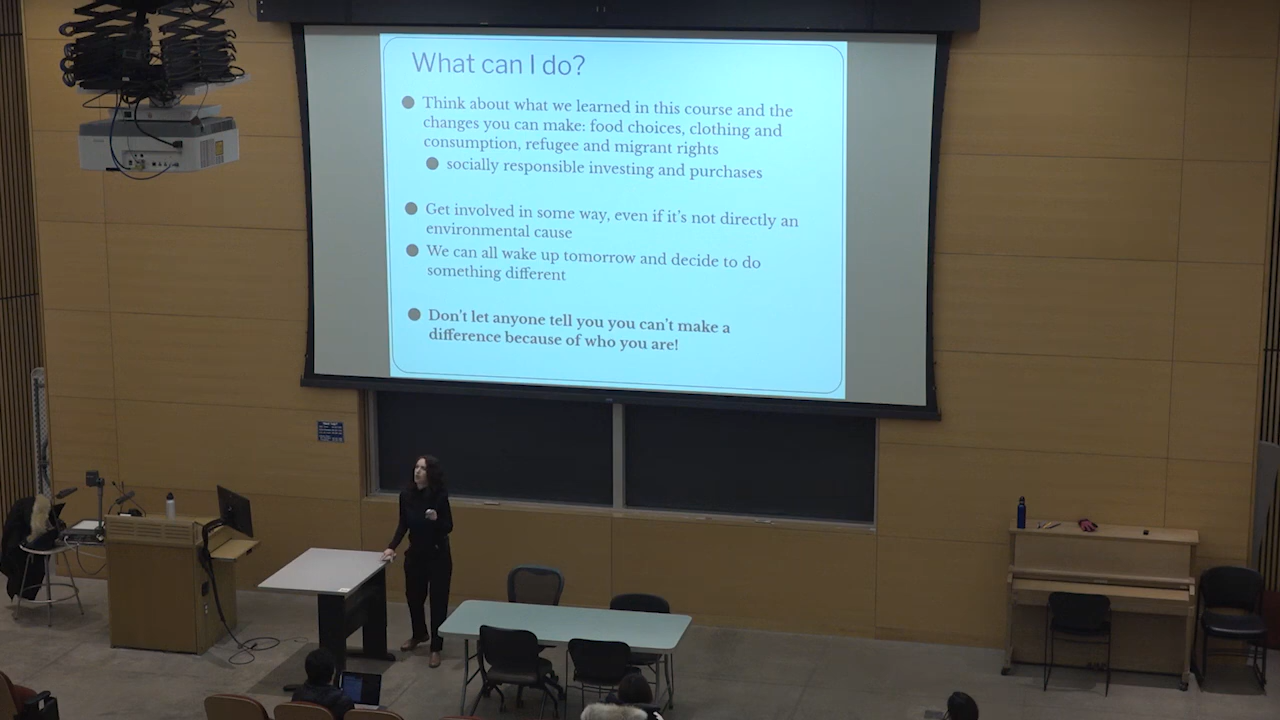 What can I do?
Think about what we learned in this course and the
changes you can make: food choices, clothing and
consumption, refugee and migrant rights
socially responsible investing and purchases
Get involved in some way, even if it's not directly an
environmental cause
We can all wake up tomorrow and decide to do
something different
Don't let anyone tell you you can't make a
difference because of who you are!